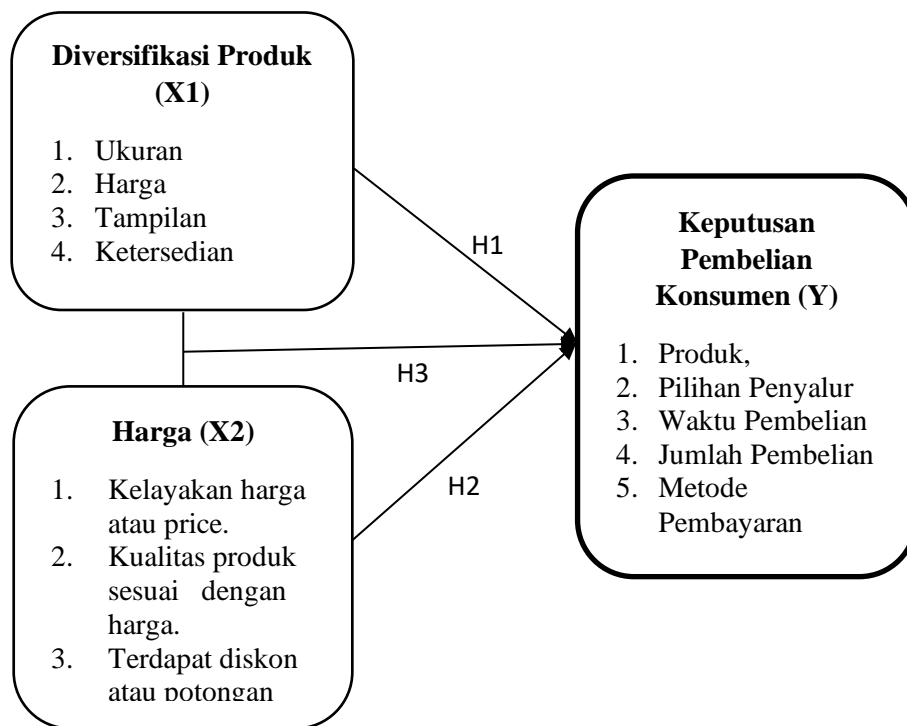 Diversifikasi Produk
(X1)
1. Ukuran
2. Harga
3. Tampilan
4. Ketersedian
H1
H3
H2
Harga (X2)
1. Kelayakan harga
atau price.
2. Kualitas produk
sesuai dengan
harga.
3. Terdapat diskon
atau potongan
Keputusan
Pembelian
Konsumen (Y)
1. Produk,
2. Pilihan Penyalur
3. Waktu Pembelian
4. Jumlah Pembelian
5. Metode
Pembayaran